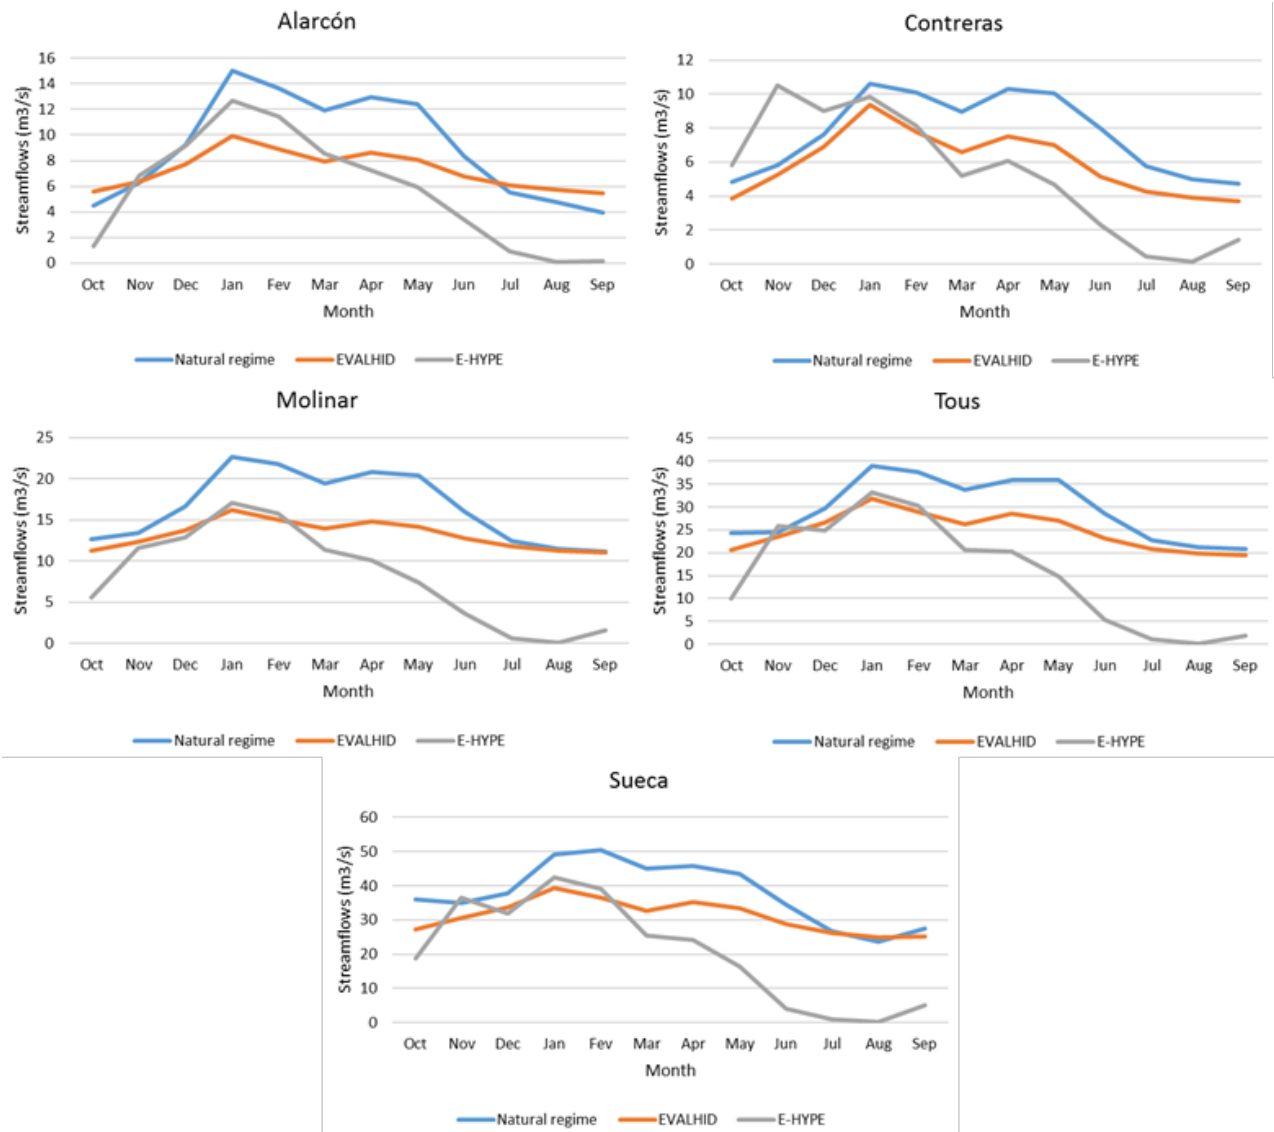 Alarcón
Streamflows (m3/s)
16
14
12
10
8
6
4
2
0
Oct Nov Dec Jan Fev Mar Apr May Jun Jul Aug Sep
Month
Natural regime EVALHID E-HYPE
Contreras
Streamflows (m3/s)
12
10
8
6
4
2
0
Oct Nov Dec Jan Fev Mar Apr May Jun Jul Aug Sep
Month
Natural regime EVALHID E-HYPE
Molinar
Streamflows (m3/s)
25
20
15
10
5
0
Oct Nov Dec Jan Fev Mar Apr May Jun Jul Aug Sep
Month
Natural regime EVALHID E-HYPE
Tous
Streamflows (m3/s)
45
40
35
30
25
20
15
10
5
0
Oct Nov Dec Jan Fev Mar Apr May Jun Jul Aug Sep
Month
Natural regime EVALHID E-HYPE
Sueca
Streamflows (m3/s)
60
50
40
30
20
10
0
Oct Nov Dec Jan Fev Mar Apr May Jun Jul Aug Sep
Month
Natural regime EVALHID E-HYPE